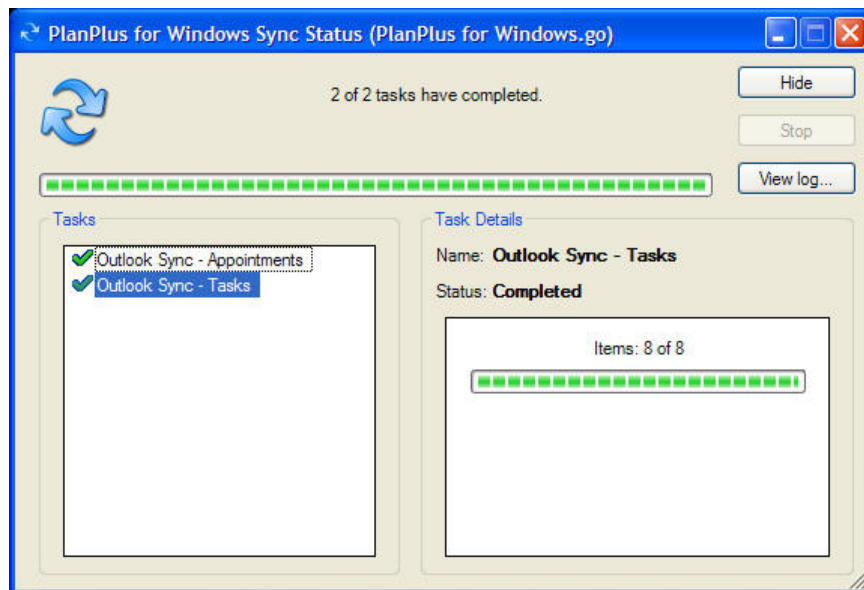 PlanPlus for Windows Sync Status (PlanPlus for Windows.go)
2 of 2 tasks have completed.
Hide
Stop
View log...
Tasks
Outlook Sync - Appointments
Outlook Sync - Tasks
Task Details
Name: Outlook Sync - Tasks
Status: Completed
Items: 8 of 8